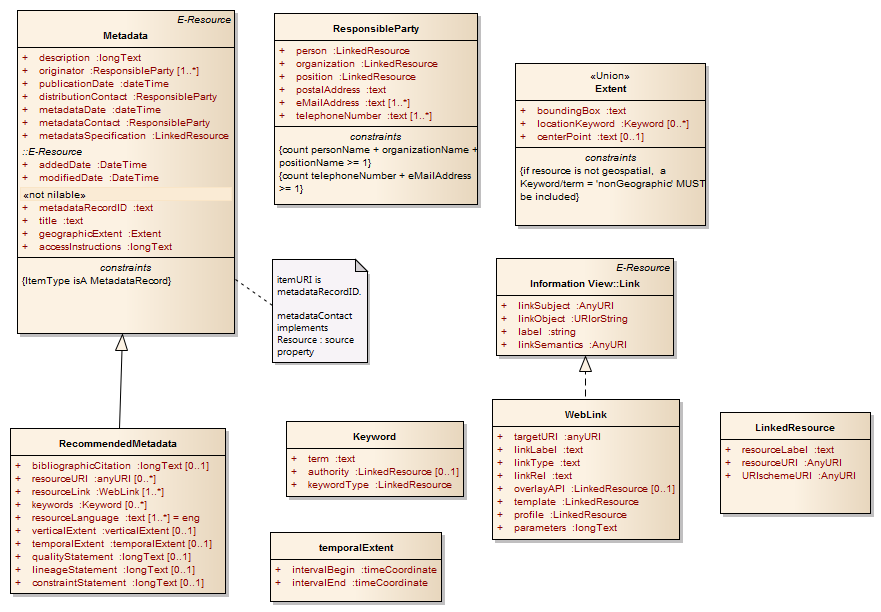 E-Resource
Metadata
+ description :longText
+ originator :ResponsibleParty [1..*]
+ publicationDate :dateTime
+ distributionContact :ResponsibleParty
+ metadataDate :dateTime
+ metadataContact :ResponsibleParty
+ metadataSpecification :LinkedResource
::E-Resource
+ addedDate :DateTime
+ modifiedDate :DateTime
«not nilable»
+ metadataRecordID :text
+ title :text
+ geographicExtent :Extent
+ accessInstructions :longText
constraints
{ItemType isA MetadataRecord}
ResponsibleParty
+ person :LinkedResource
+ organization :LinkedResource
+ position :LinkedResource
+ postalAddress :text
+ eMailAddress :text [1..*]
+ telephoneNumber :text [1..*]
constraints
{count personName + organizationName +
positionName >= 1}
{count telephoneNumber + eMailAddress
>= 1}
«Union»
Extent
+ boundingBox :text
+ locationKeyword :Keyword [0..*]
+ centerPoint :text [0..1]
constraints
{if resource is not geospatial, a
Keyword/term = 'nonGeographic' MUST
be included}
itemURI is
metadataRecordID.
metadataContact
implements
Resource : source
property
E-Resource
Information View::Link
+ linkSubject :AnyURI
+ linkObject :URIorString
+ label :string
+ linkSemantics :AnyURI
RecommendedMetadata
+ bibliographicCitation :longText [0..1]
+ resourceURI :anyURI [0..*]
+ resourceLink :WebLink [1..*]
+ keywords :Keyword [0..*]
+ resourceLanguage :text [1..*] = eng
+ verticalExtent :verticalExtent [0..1]
+ temporalExtent :temporalExtent [0..1]
+ qualityStatement :longText [0..1]
+ lineageStatement :longText [0..1]
+ constraintStatement :longText [0..1]
Keyword
+ term :text
+ authority :LinkedResource [0..1]
+ keywordType :LinkedResource
temporalExtent
+ intervalBegin :timeCoordinate
+ intervalEnd :timeCoordinate
WebLink
+ targetURI :anyURI
+ linkLabel :text
+ linkType :text
+ linkRel :text
+ overlayAPI :LinkedResource [0..1]
+ template :LinkedResource
+ profile :LinkedResource
+ parameters :longText
LinkedResource
+ resourceLabel :text
+ resourceURI :AnyURI
+ URIschemeURI :AnyURI